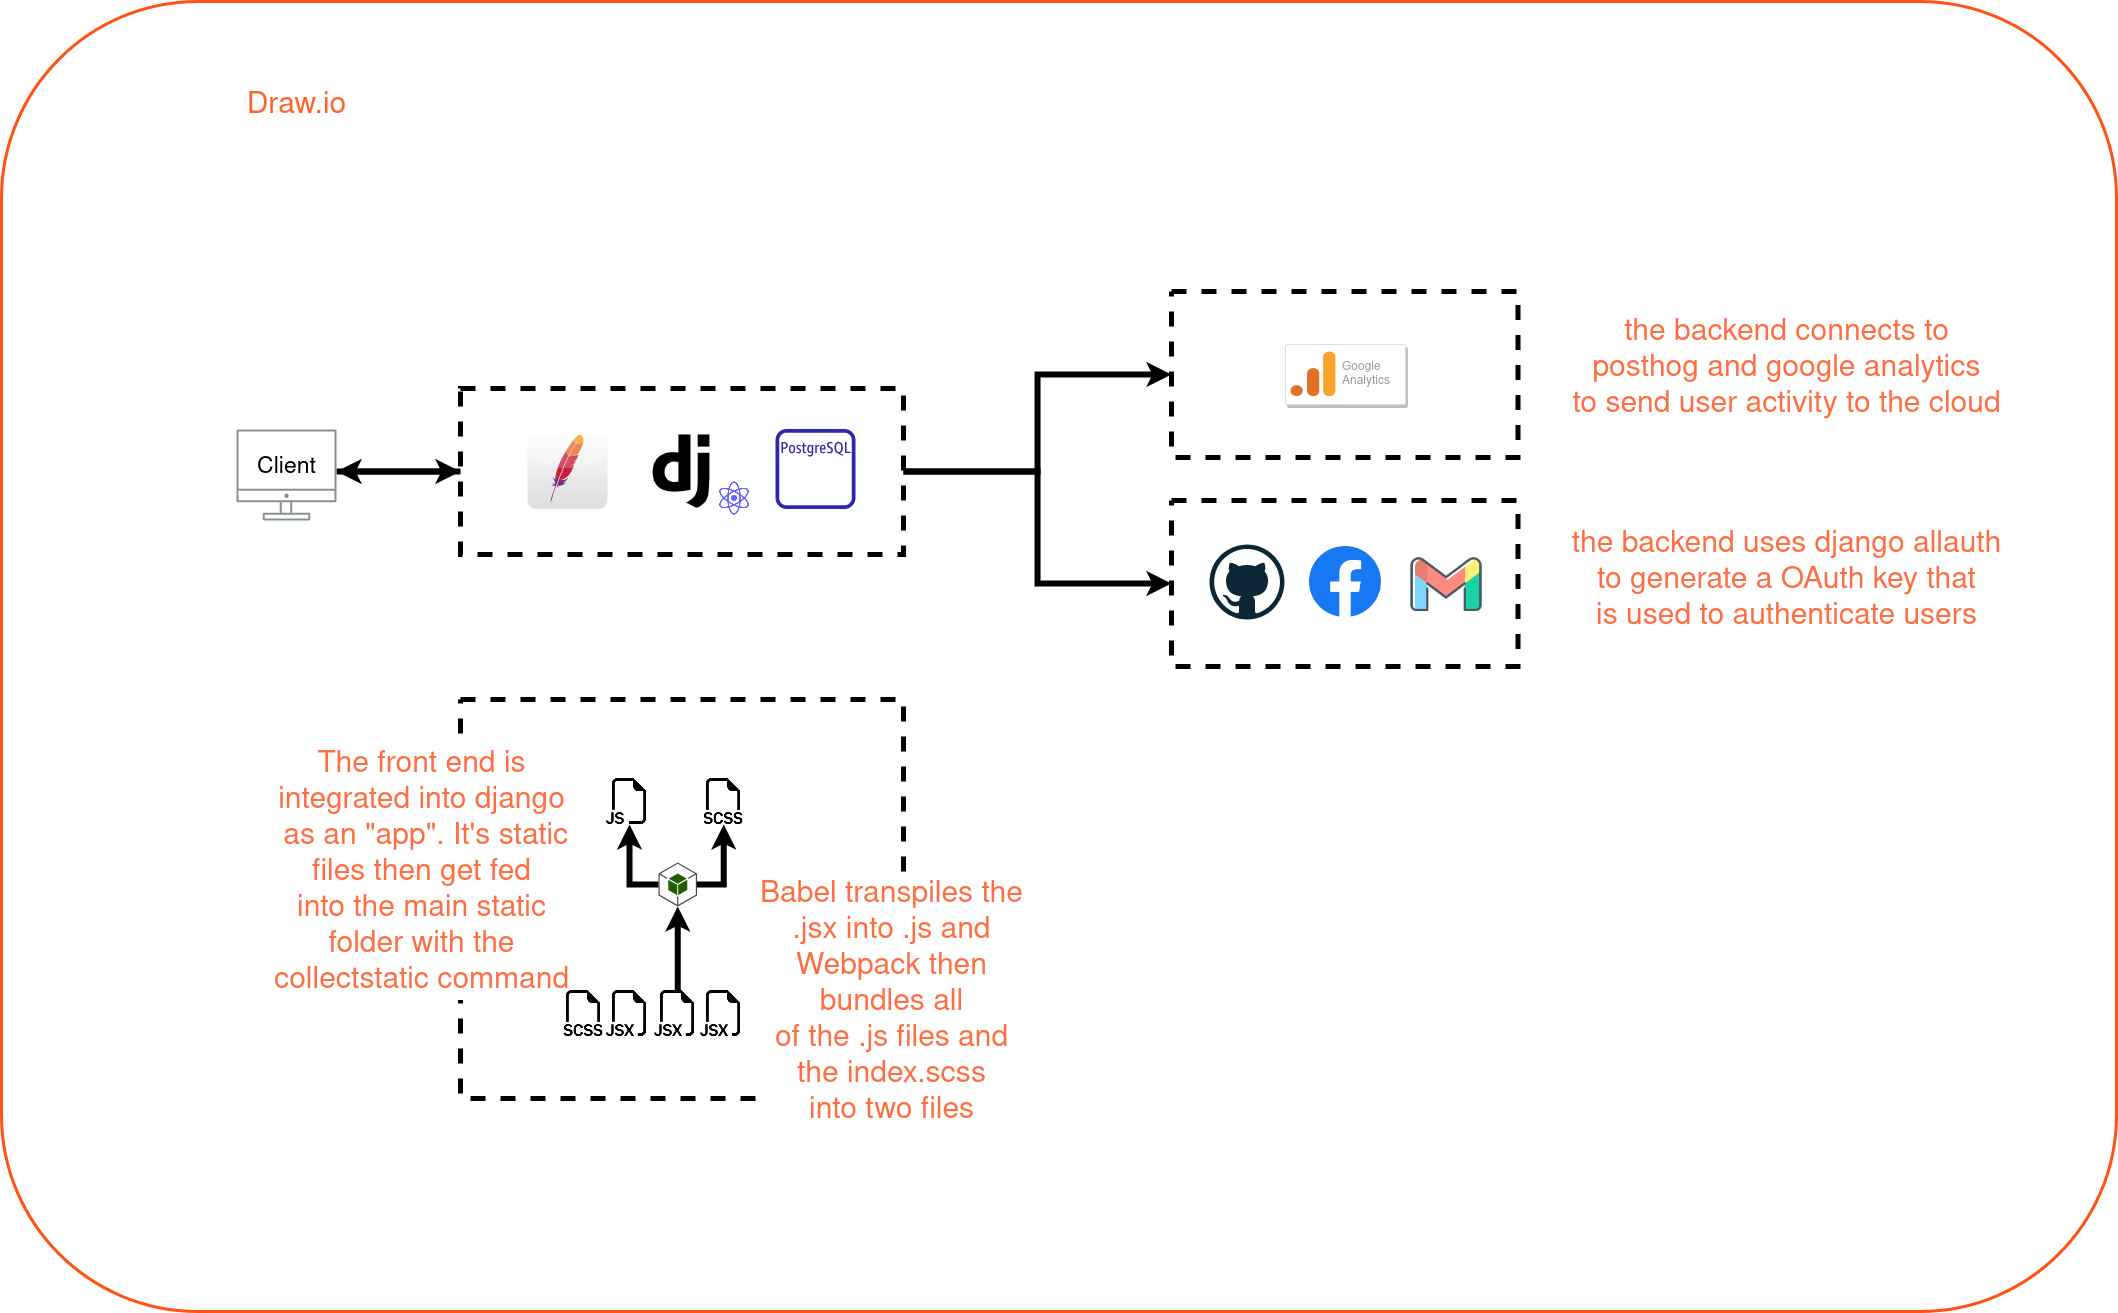 Draw.io
Client
PostgreSQL
Google
Analytics
the backend connects to
posthog and google analytics
to send user activity to the cloud
the backend uses django allauth
to generate a OAuth key that
is used to authenticate users
dj
The front end is
integrated into django
as an "app". It's static
files then get fed
into the main static
folder with the
collectstatic command
JS
SCSS
SCSS
JSX
JSX
JSX
Babel transpiles the
.jsx into .js and
Webpack then
bundles all
of the .js files and
the index.scss
into two files